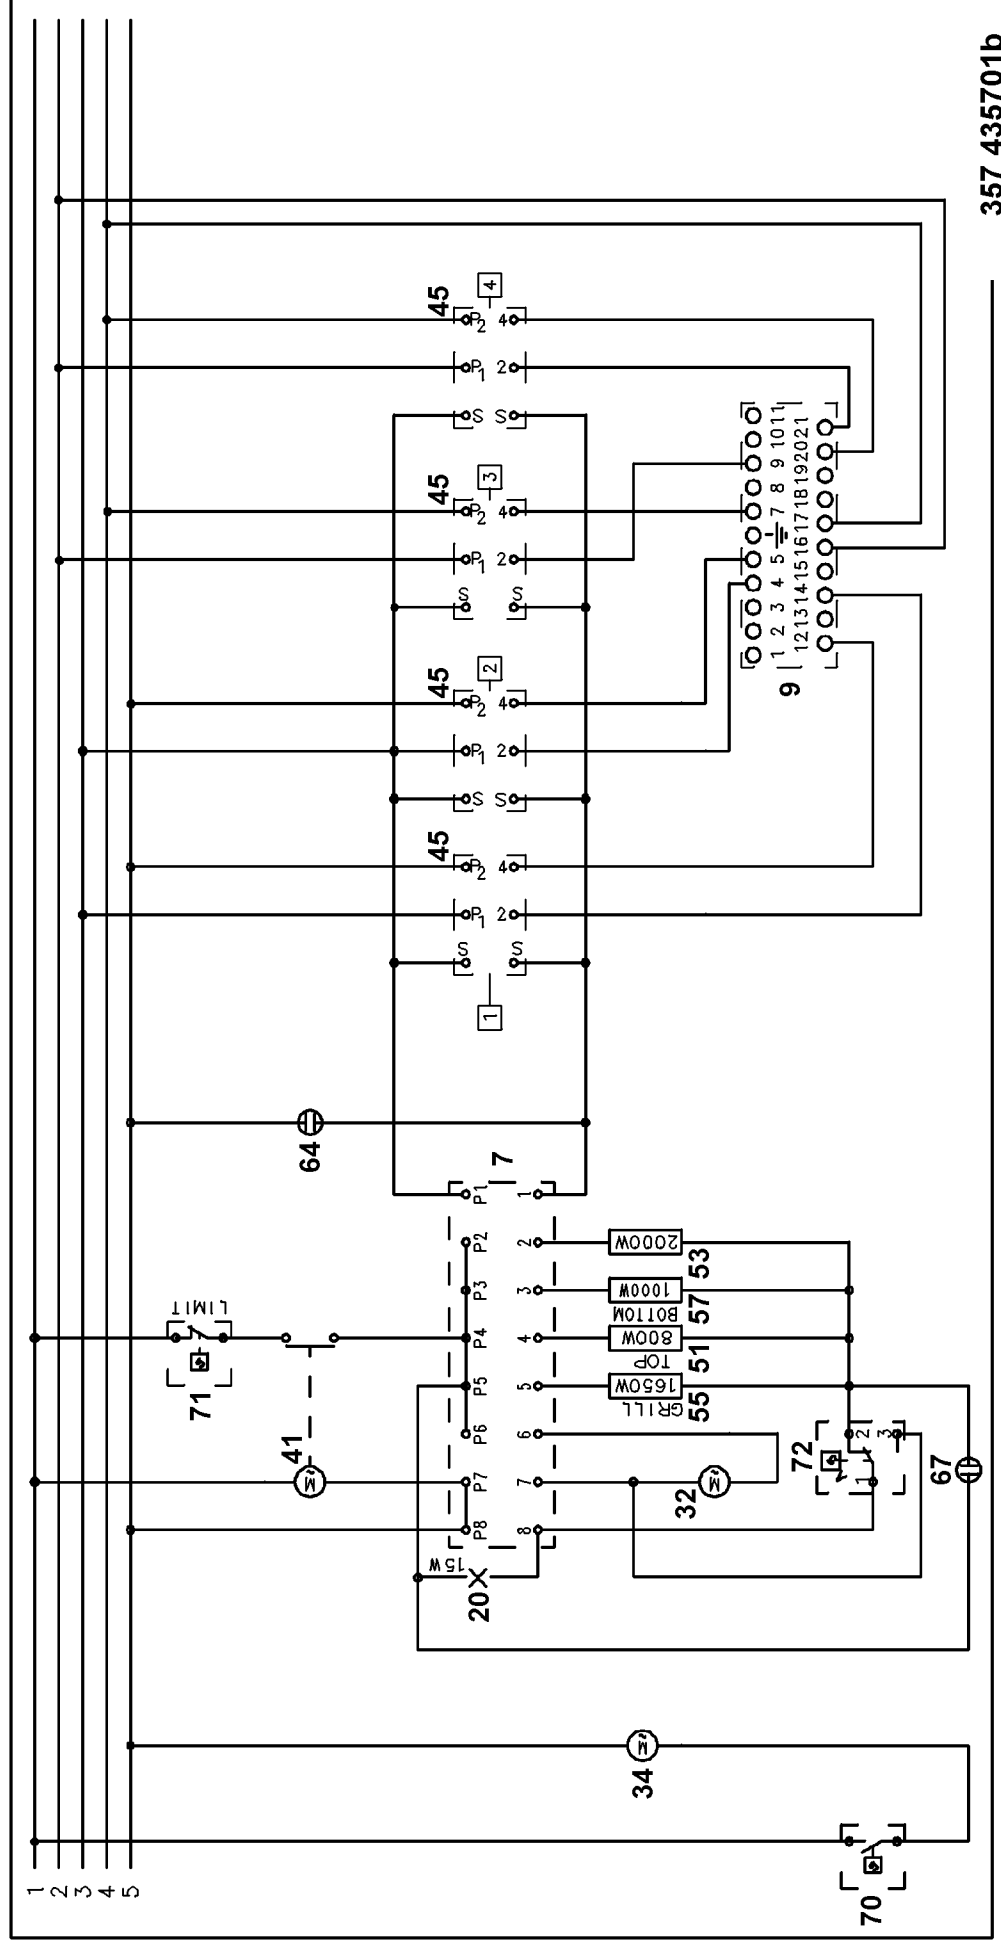 1
2
3
4
5
LIMIT
71
41
64
P8 P7 P6 P5 P4 P3 P2 P1
8 7 6 5 4 3 2 1
7
15W
20
S P1 P2
S 2 4
45
1
S P1 P2
S 2 4
45
2
S P1 P2
S 2 4
45
3
S P1 P2
S 2 4
45
4
34
M
~
M
~
32
M
~
1650W
GRILL
55
800W
TOP
51
1000W
BOTTOM
57
2000W
53
1 2 3 4 5 7 8 9 10 11
12 13 14 15 16 17 18 19 20 21
9
72
1 2 3
67
70
357 435701b